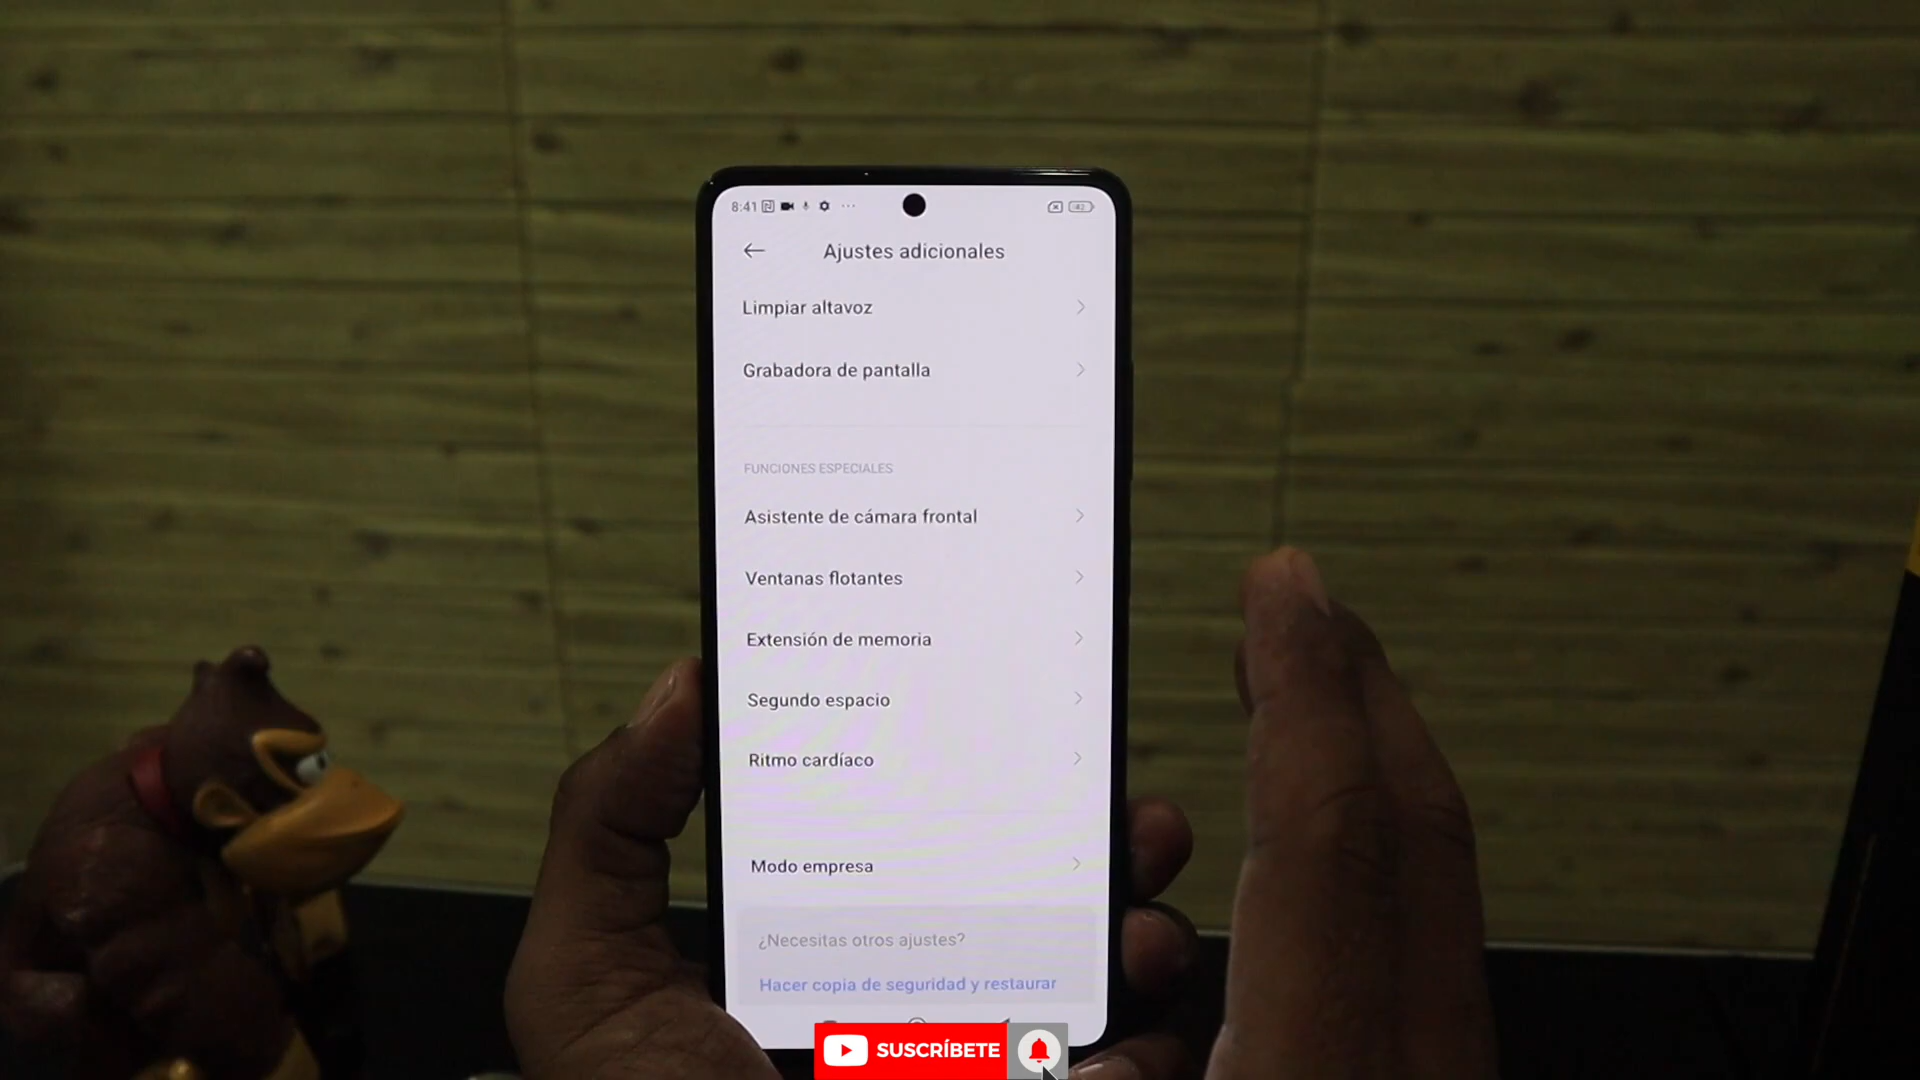 8:41
42
Ajustes adicionales
Limpiar altavoz
Grabadora de pantalla
FUNCIONES ESPECIALES
Asistente de cámara frontal
Ventanas flotantes
Extensión de memoria
Segundo espacio
Ritmo cardíaco
Modo empresa
¿Necesitas otros ajustes?
Hacer copia de seguridad y restaurar
SUSCRÍBETE